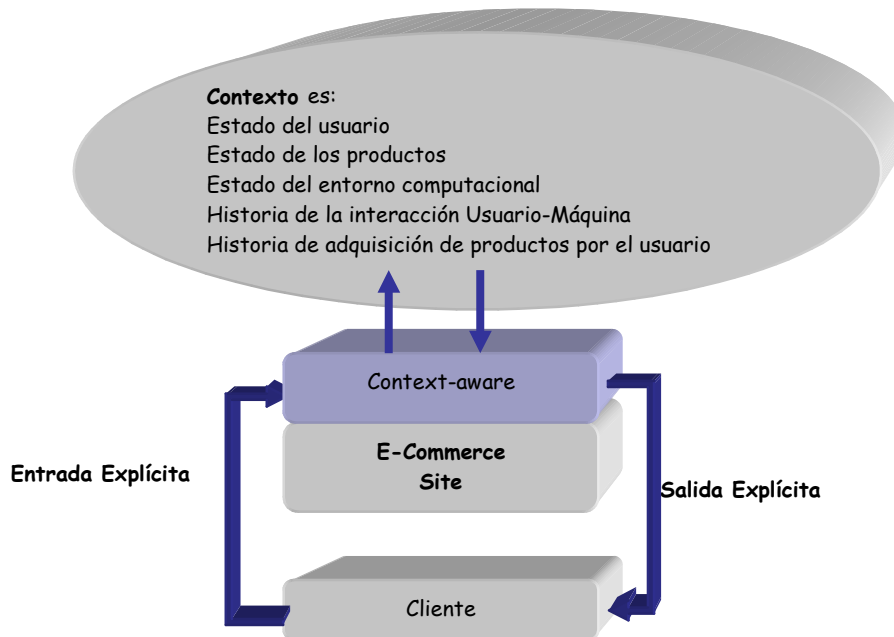 Contexto es:
Estado del usuario
Estado de los productos
Estado del entorno computacional
Historia de la interacción Usuario-Máquina
Historia de adquisición de productos por el usuario
Context-aware
E-Commerce
Site
Entrada Explícita
Salida Explícita
Cliente